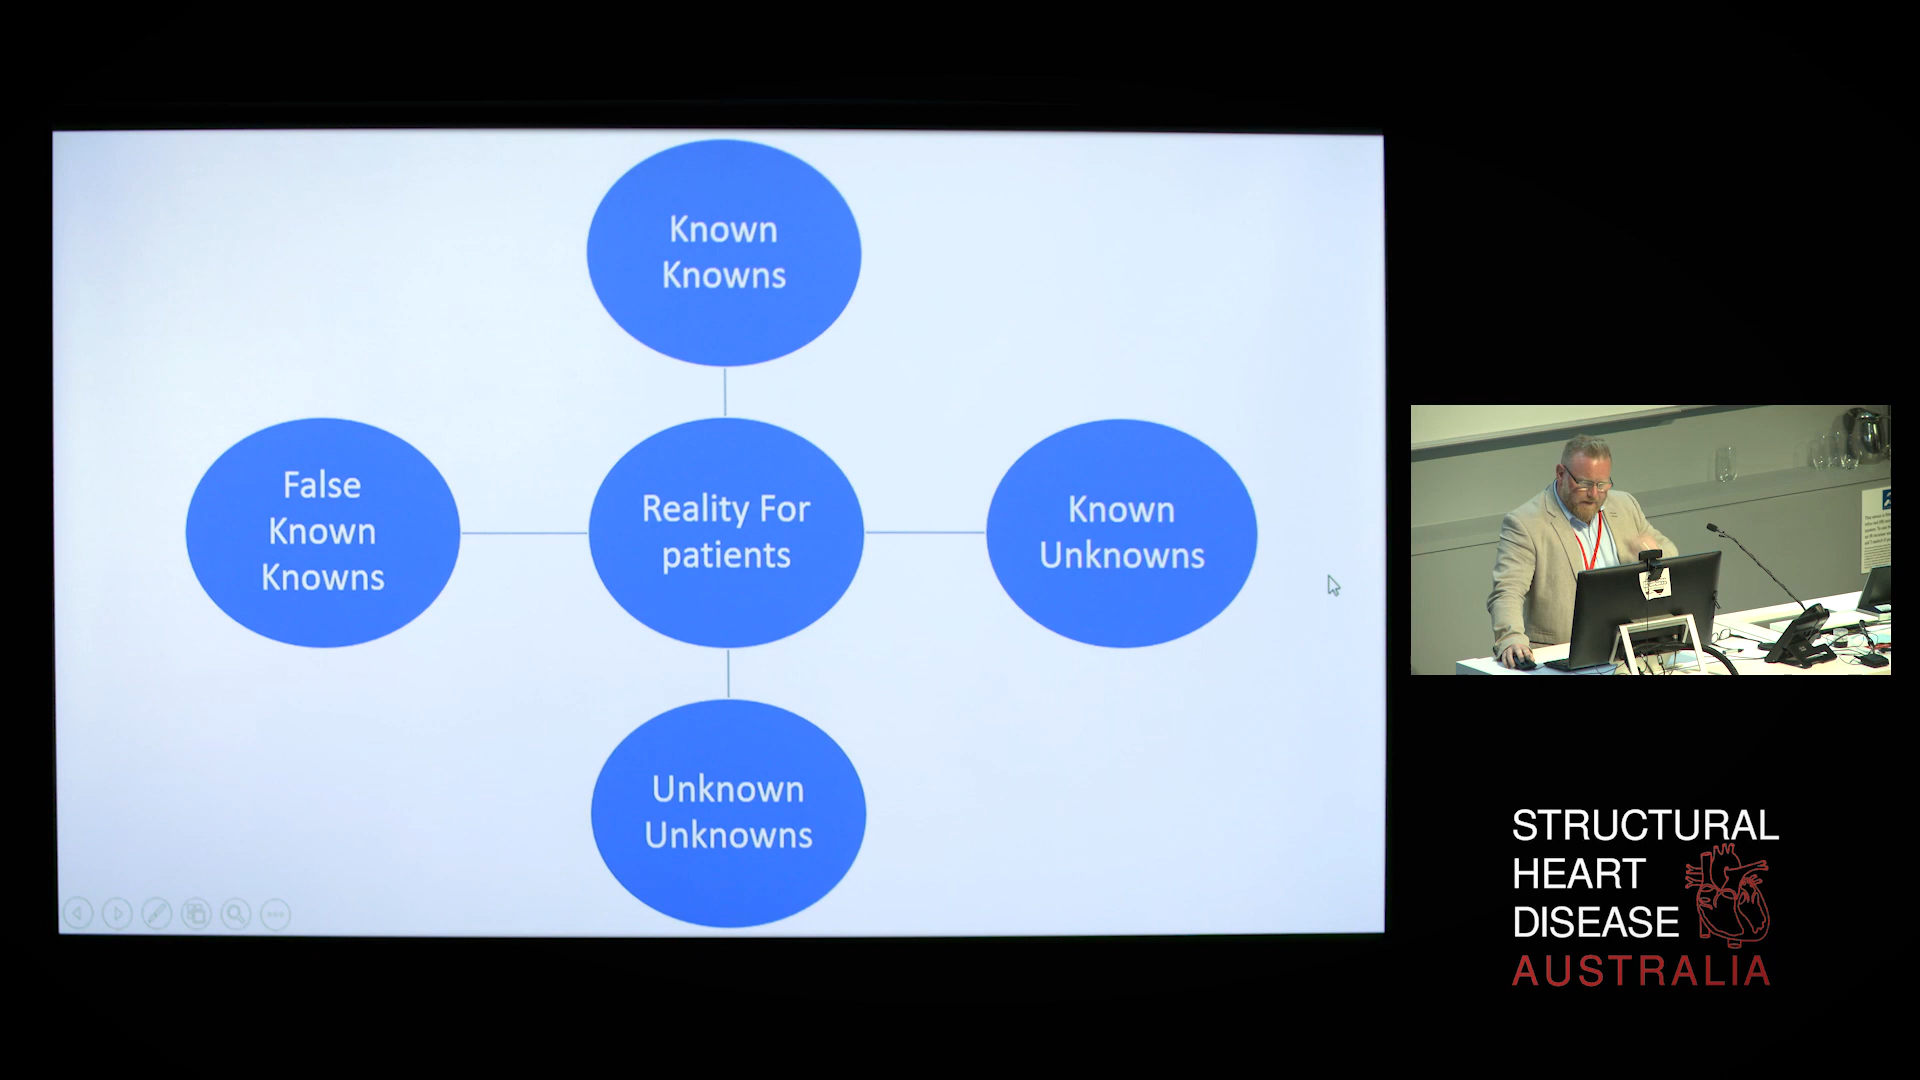 Known
Knowns
False
Known
Knowns
Reality For
patients
Known
Unknowns
Unknown
Unknowns
STRUCTURAL
HEART
DISEASE
AUSTRALIA